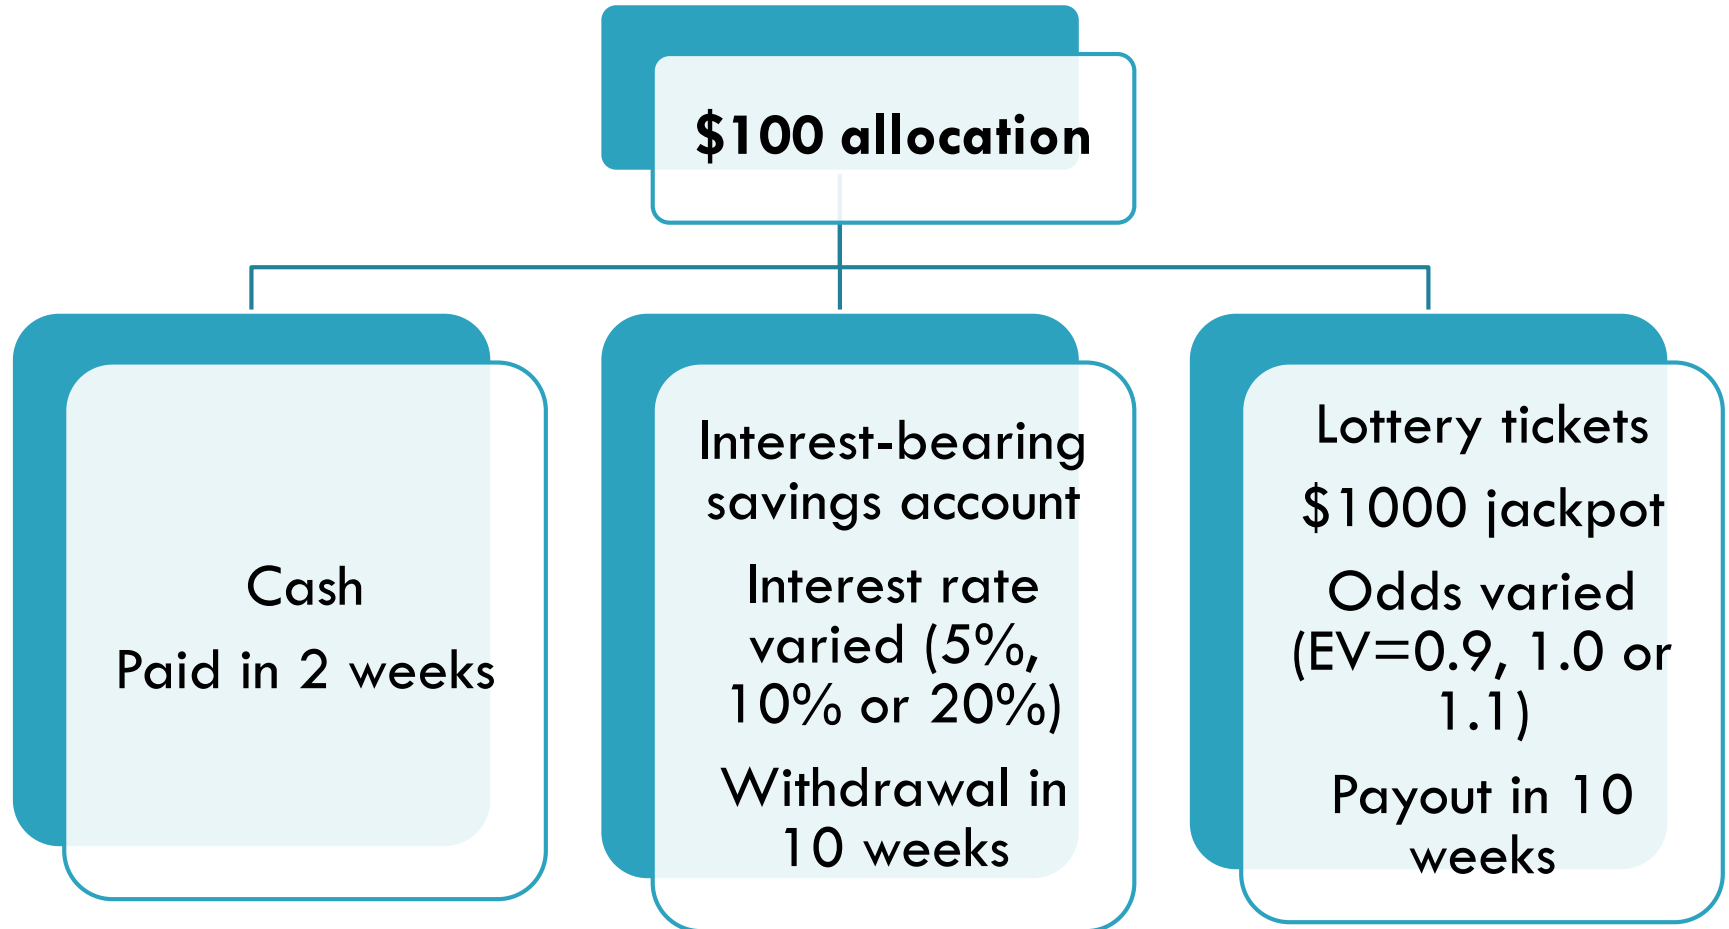 $100 allocation
Cash
Paid in 2 weeks
Interest-bearing
savings account
Interest rate
varied (5%,
10% or 20%)
Withdrawal in
10 weeks
Lottery tickets
$1000 jackpot
Odds varied
(EV=0.9, 1.0 or
1.1)
Payout in 10
weeks